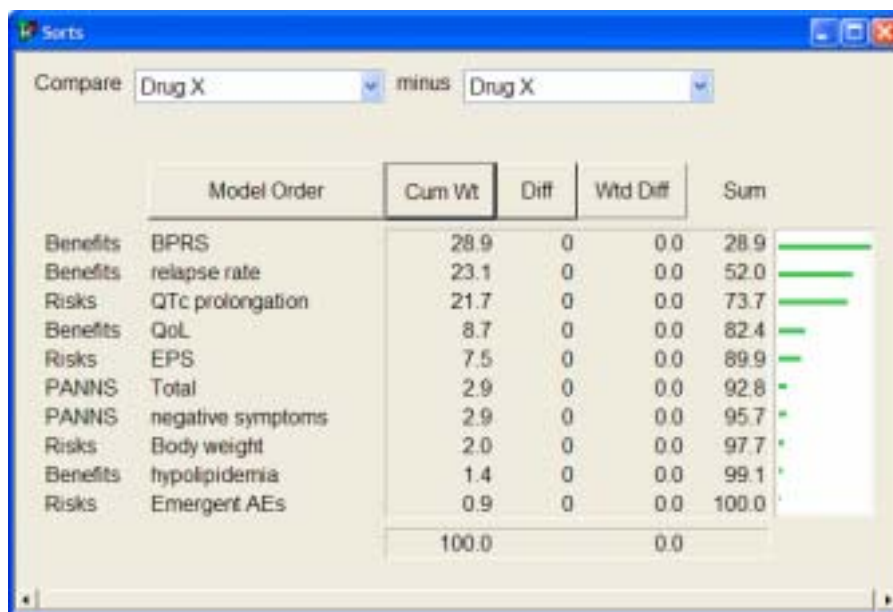 Sorts
Compare Drug X minus Drug X
Model Order Cum Wt Diff Wtd Diff Sum
Benefits BPRS 28.9 0 0.0 28.9
Benefits relapse rate 23.1 0 0.0 52.0
Risks QTc prolongation 21.7 0 0.0 73.7
Benefits QoL 8.7 0 0.0 82.4
Risks EPS 7.5 0 0.0 89.9
PANNS Total 2.9 0 0.0 92.8
PANNS negative symptoms 2.9 0 0.0 95.7
Risks Body weight 2.0 0 0.0 97.7
Benefits hypolipidemia 1.4 0 0.0 99.1
Risks Emergent AEs 0.9 0 0.0 100.0
100.0 0.0